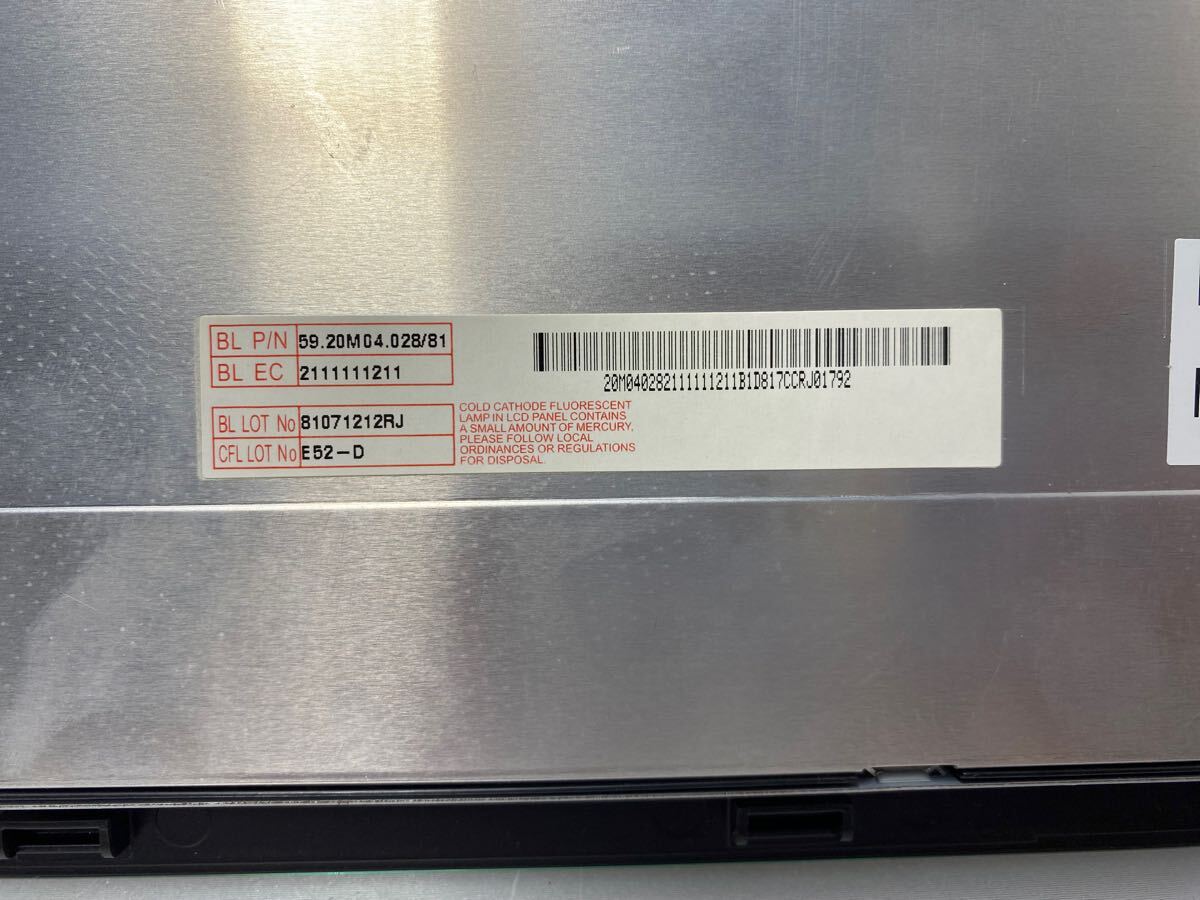 BL P/N 59.20M04.028/81
BL EC 2111111211
20M040282111111211B1D817CCRJ01792
BL LOT No 81071212RJ
CFL LOT No E52-D
COLD CATHODE FLUORESCENT
LAMP IN LCD PANEL CONTAINS
A SMALL AMOUNT OF MERCURY,
PLEASE FOLLOW LOCAL
ORDINANCES OR REGULATIONS
FOR DISPOSAL.